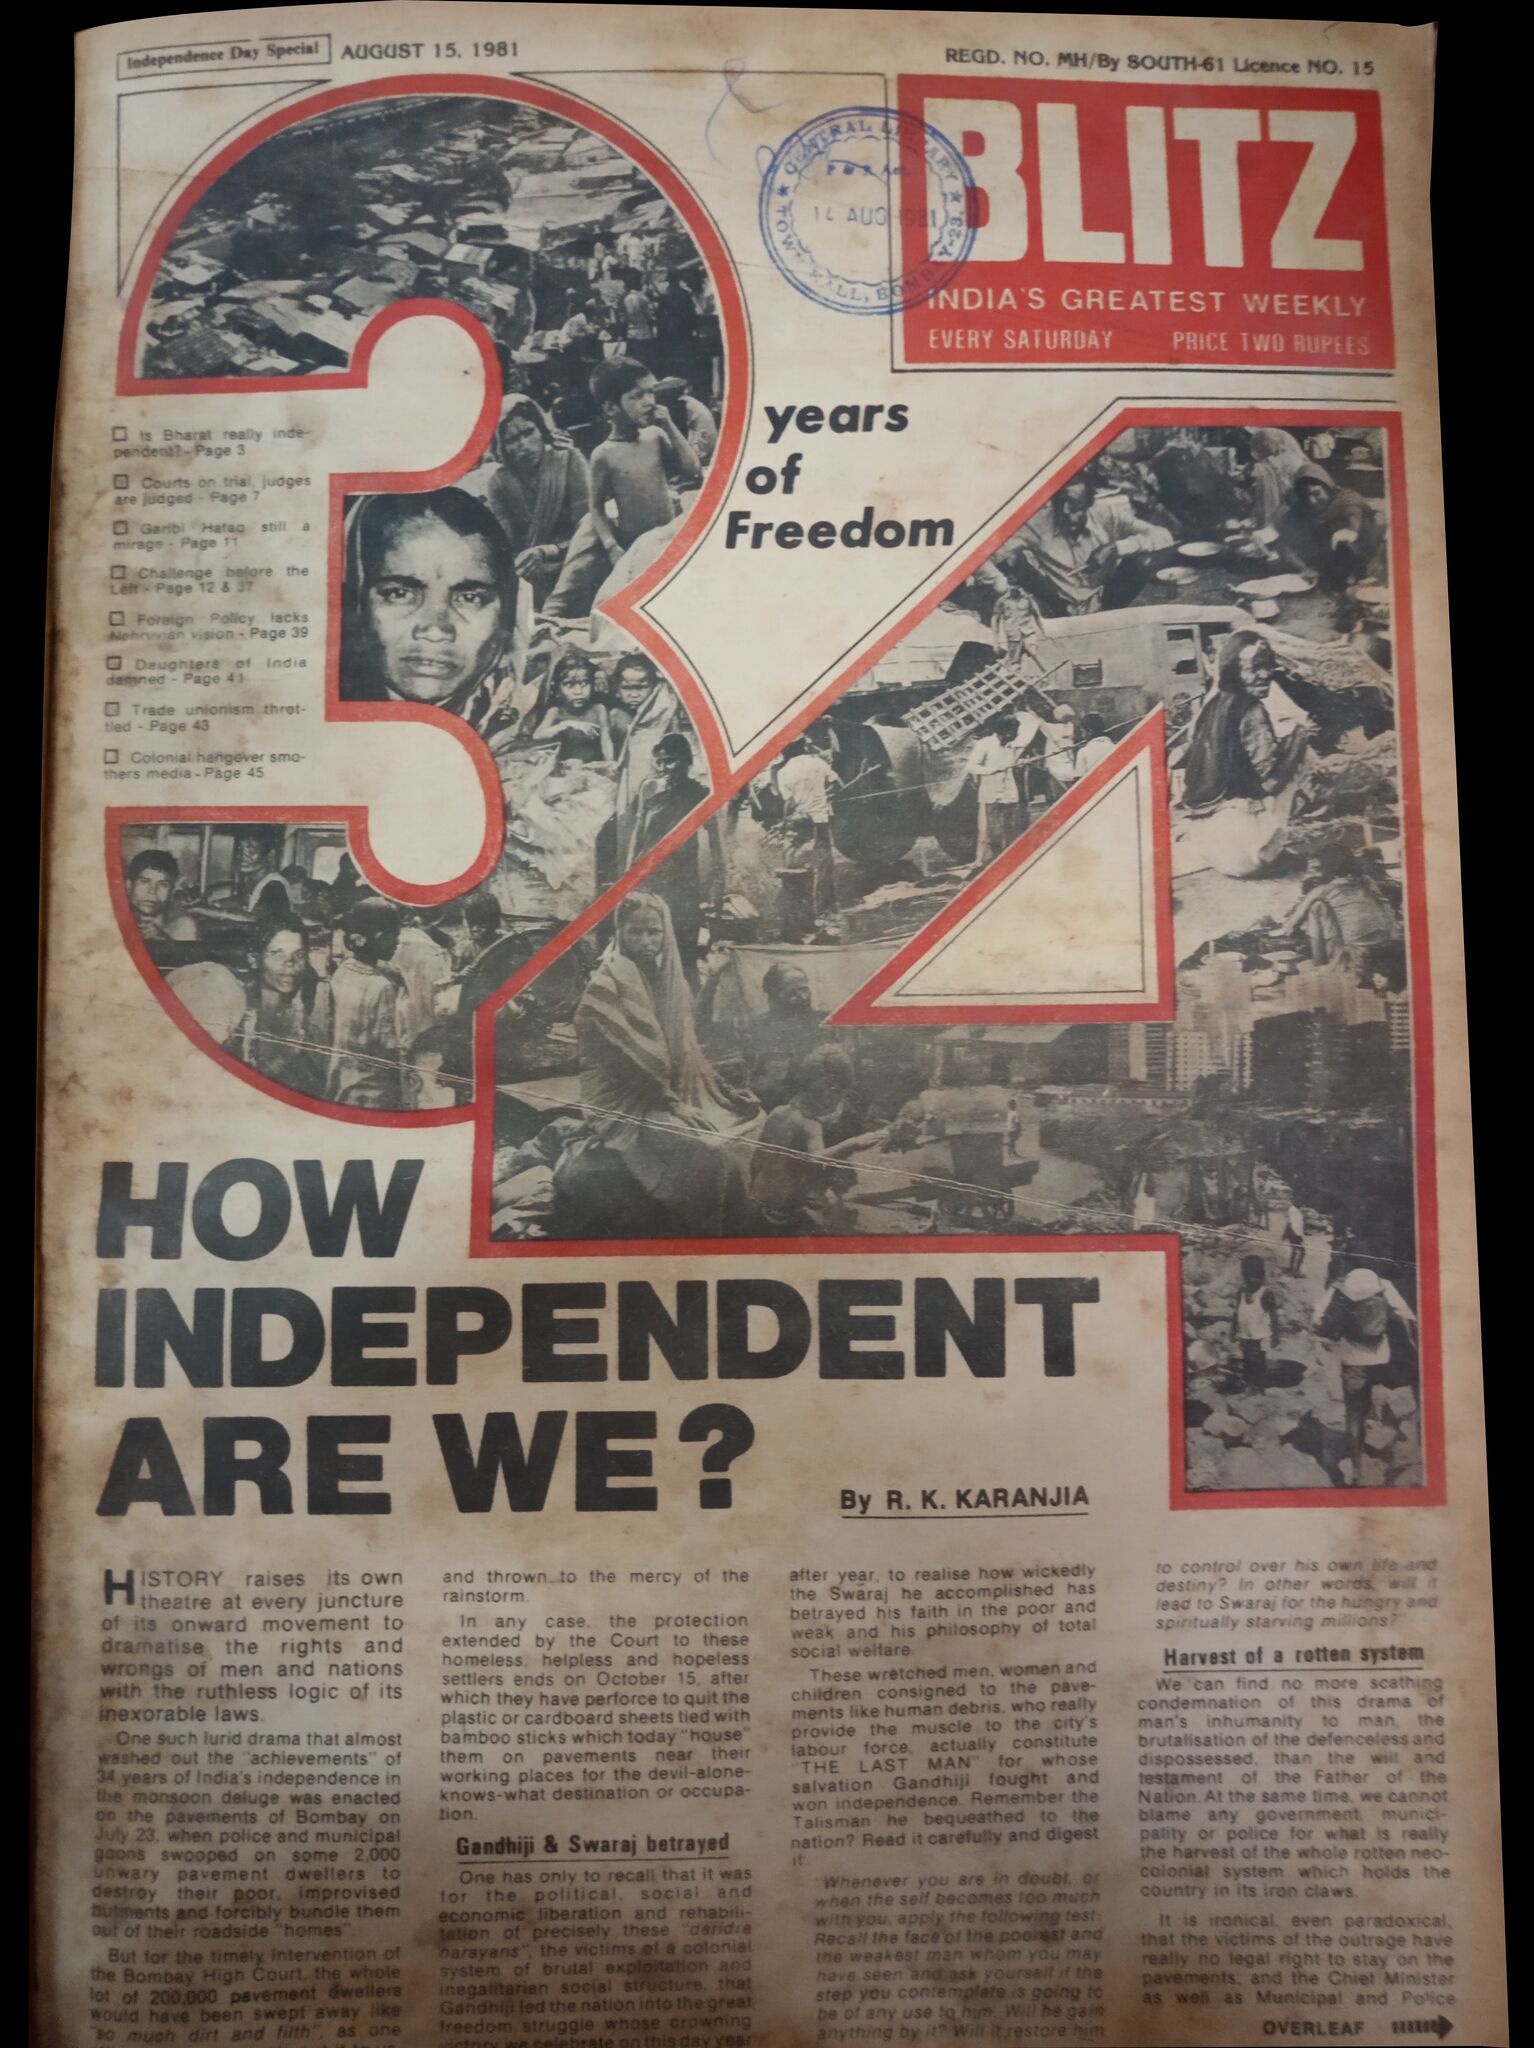 Independence Day Special
AUGUST 15, 1981
REGD. NO. MH/By SOUTH-61 Licence NO. 15
BLITZ
INDIA'S GREATEST WEEKLY
EVERY SATURDAY PRICE TWO RUPEES
CENTRAL LIBRARY
TOWN HALL, BOMBAY-23.
AUG 1981
34
years
of
Freedom
Is Bharat really inde-
pendent? - Page 3
Courts on trial, judges
are judged - Page 7
Garibi Hatao still a
mirage - Page 11
Challenge before the
Left - Page 12 & 37
Foreign Policy lacks
Nehruvian vision - Page 39
Daughters of India
damned - Page 41
Trade unionism throt-
tled - Page 43
Colonial hangover smo-
thers media - Page 45
HOW
INDEPENDENT
ARE WE?
By R. K. KARANJIA
HISTORY raises its own
theatre at every juncture
of its onward movement to
dramatise the rights and
wrongs of men and nations
with the ruthless logic of its
inexorable laws.
One such lurid drama that almost
washed out the "achievements" of
34 years of India's independence in
the monsoon deluge was enacted
on the pavements of Bombay on
July 23, when police and municipal
goons swooped on some 2,000
unwary pavement dwellers to
destroy their poor, improvised
hutments and forcibly bundle them
out of their roadside "homes"
But for the timely intervention of
the Bombay High Court, the whole
lot of 200,000 pavement dwellers
would have been swept away like
"so much dirt and filth", as one
and thrown to the mercy of the
rainstorm.
In any case, the protection
extended by the Court to these
homeless, helpless and hopeless
settlers ends on October 15, after
which they have perforce to quit the
plastic or cardboard sheets tied with
bamboo sticks which today "house"
them on pavements near their
working places for the devil-alone-
knows-what destination or occupa-
tion.
Gandhiji & Swaraj betrayed
One has only to recall that it was
for the political, social and
economic liberation and rehabili-
tation of precisely these "daridra
narayans", the victims of a colonial
system of brutal exploitation and
inegalitarian social structure, that
Gandhiji led the nation into the great
freedom struggle whose crowning
victory we celebrate on this day year
after year, to realise how wickedly
the Swaraj he accomplished has
betrayed his faith in the poor and
weak and his philosophy of total
social welfare.
These wretched men, women and
children consigned to the pave-
ments like human debris, who really
provide the muscle to the city's
labour force, actually constitute
"THE LAST MAN" for whose
salvation Gandhiji fought and
won independence. Remember the
Talisman he bequeathed to the
nation? Read it carefully and digest
it:
"Whenever you are in doubt, or
when the self becomes too much
with you, apply the following test:
Recall the face of the poorest and
the weakest man whom you may
have seen and ask yourself if the
step you contemplate is going to
be of any use to him. Will he gain
anything by it? Will it restore him
to control over his own life and
destiny? In other words, will it
lead to Swaraj for the hungry and
spiritually starving millions?"
Harvest of a rotten system
We can find no more scathing
condemnation of this drama of
man's inhumanity to man, the
brutalisation of the defenceless and
dispossessed, than the will and
testament of the Father of the
Nation. At the same time, we cannot
blame any government, munici-
pality or police for what is really
the harvest of the whole rotten neo-
colonial system which holds the
country in its iron claws.
It is ironical, even paradoxical,
that the victims of the outrage have
really no legal right to stay on the
pavements; and the Chief Minister
as well as Municipal and Police
OVERLEAF